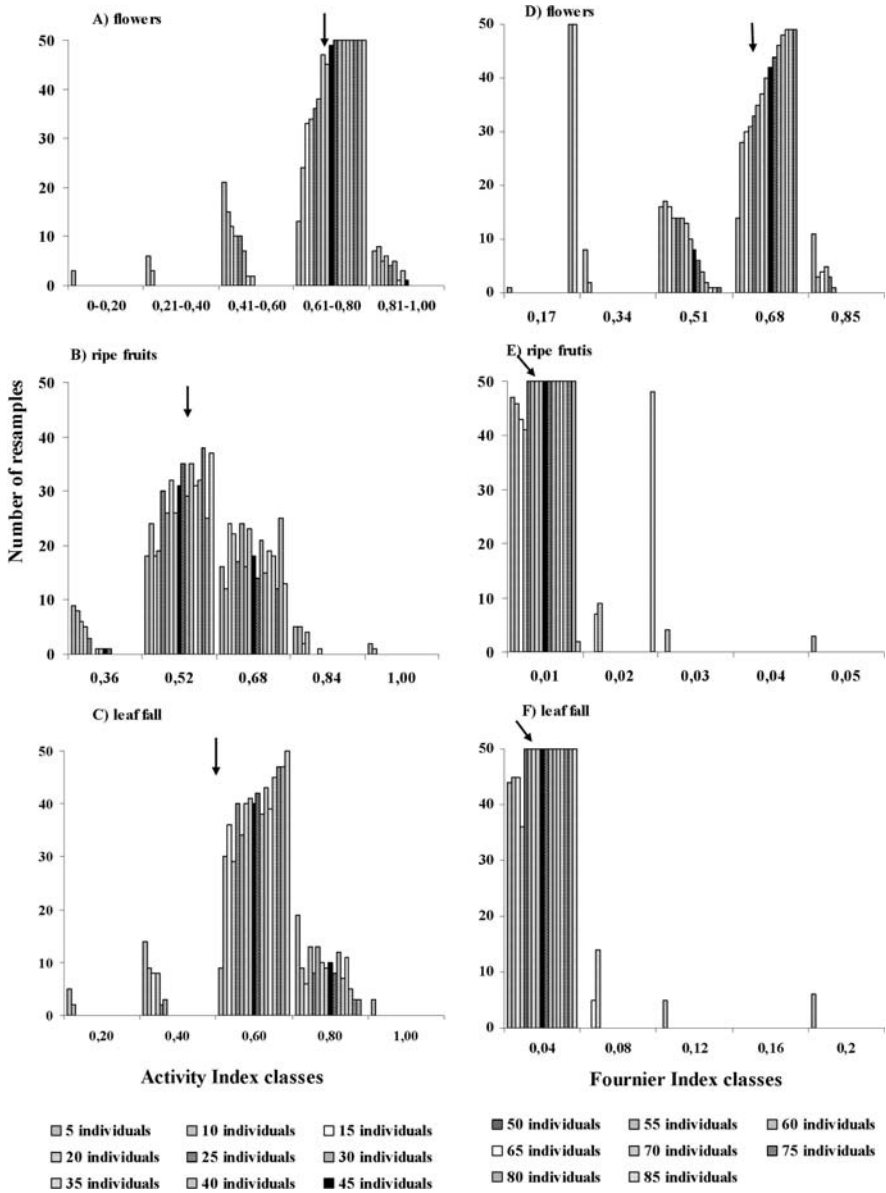 A) flowers
50
40
30
20
10
0
0-0,20 0,21-0,40 0,41-0,60 0,61-0,80 0,81-1,00
B) ripe fruits
50
40
30
20
10
0
0,36 0,52 0,68 0,84 1,00
C) leaf fall
50
40
30
20
10
0
0,20 0,40 0,60 0,80 1,00
Number of resamples
Activity Index classes
D) flowers
50
40
30
20
10
0
0,17 0,34 0,51 0,68 0,85
E) ripe frutis
50
40
30
20
10
0
0,01 0,02 0,03 0,04 0,05
F) leaf fall
50
40
30
20
10
0
0,04 0,08 0,12 0,16 0,2
Fournier Index classes
5 individuals 10 individuals 15 individuals
20 individuals 25 individuals 30 individuals
35 individuals 40 individuals 45 individuals
50 individuals 55 individuals 60 individuals
65 individuals 70 individuals 75 individuals
80 individuals 85 individuals